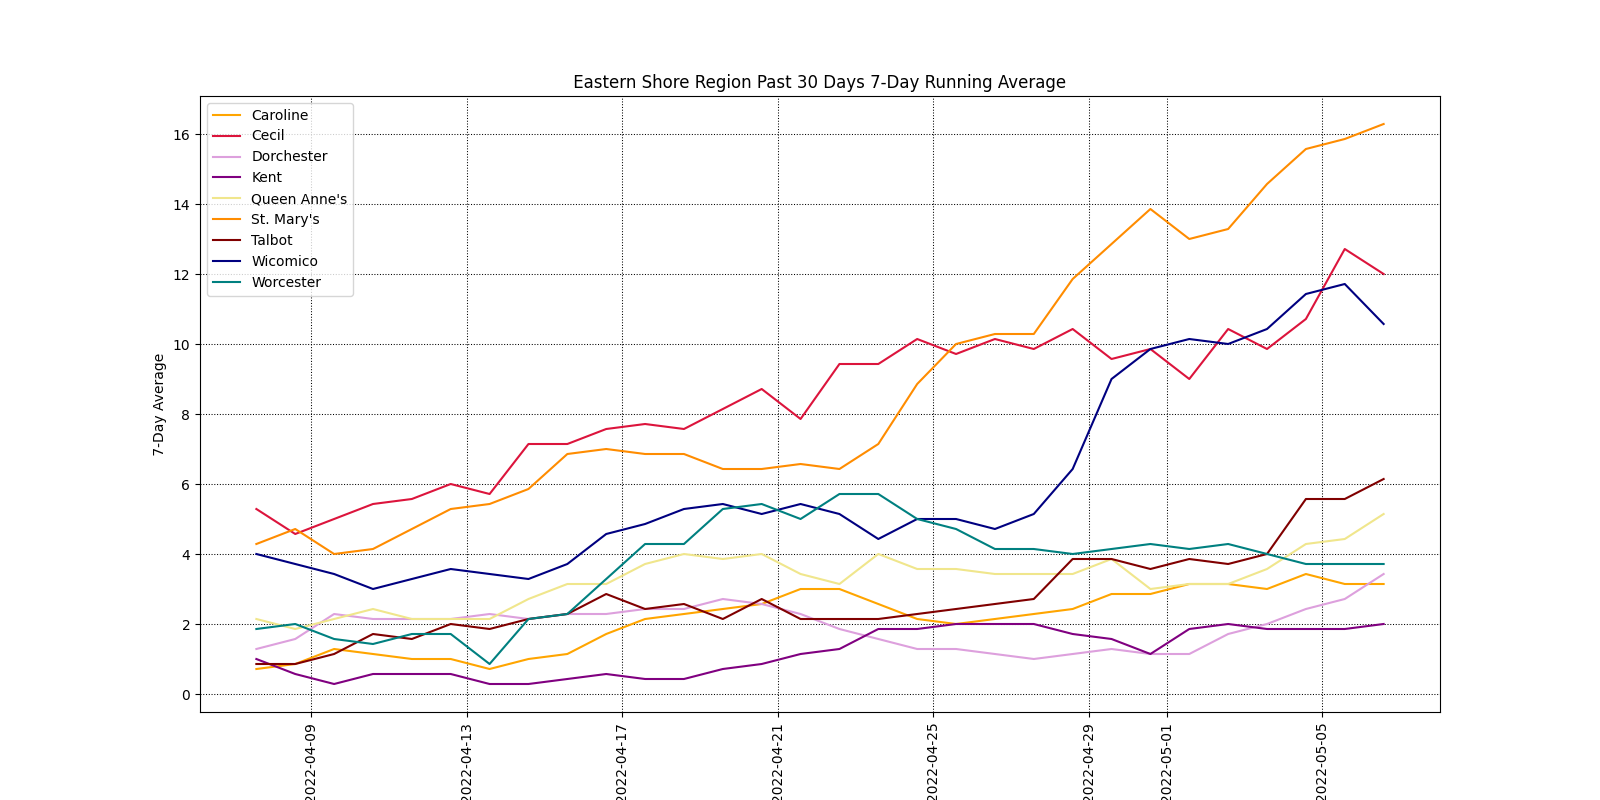 Eastern Shore Region Past 30 Days 7-Day Running Average
Caroline
Cecil
Dorchester
Kent
Queen Anne's
St. Mary's
Talbot
Wicomico
Worcester
7-Day Average
16
14
12
10
8
6
4
2
0
2022-04-09
2022-04-13
2022-04-17
2022-04-21
2022-04-25
2022-04-29
2022-05-01
2022-05-05